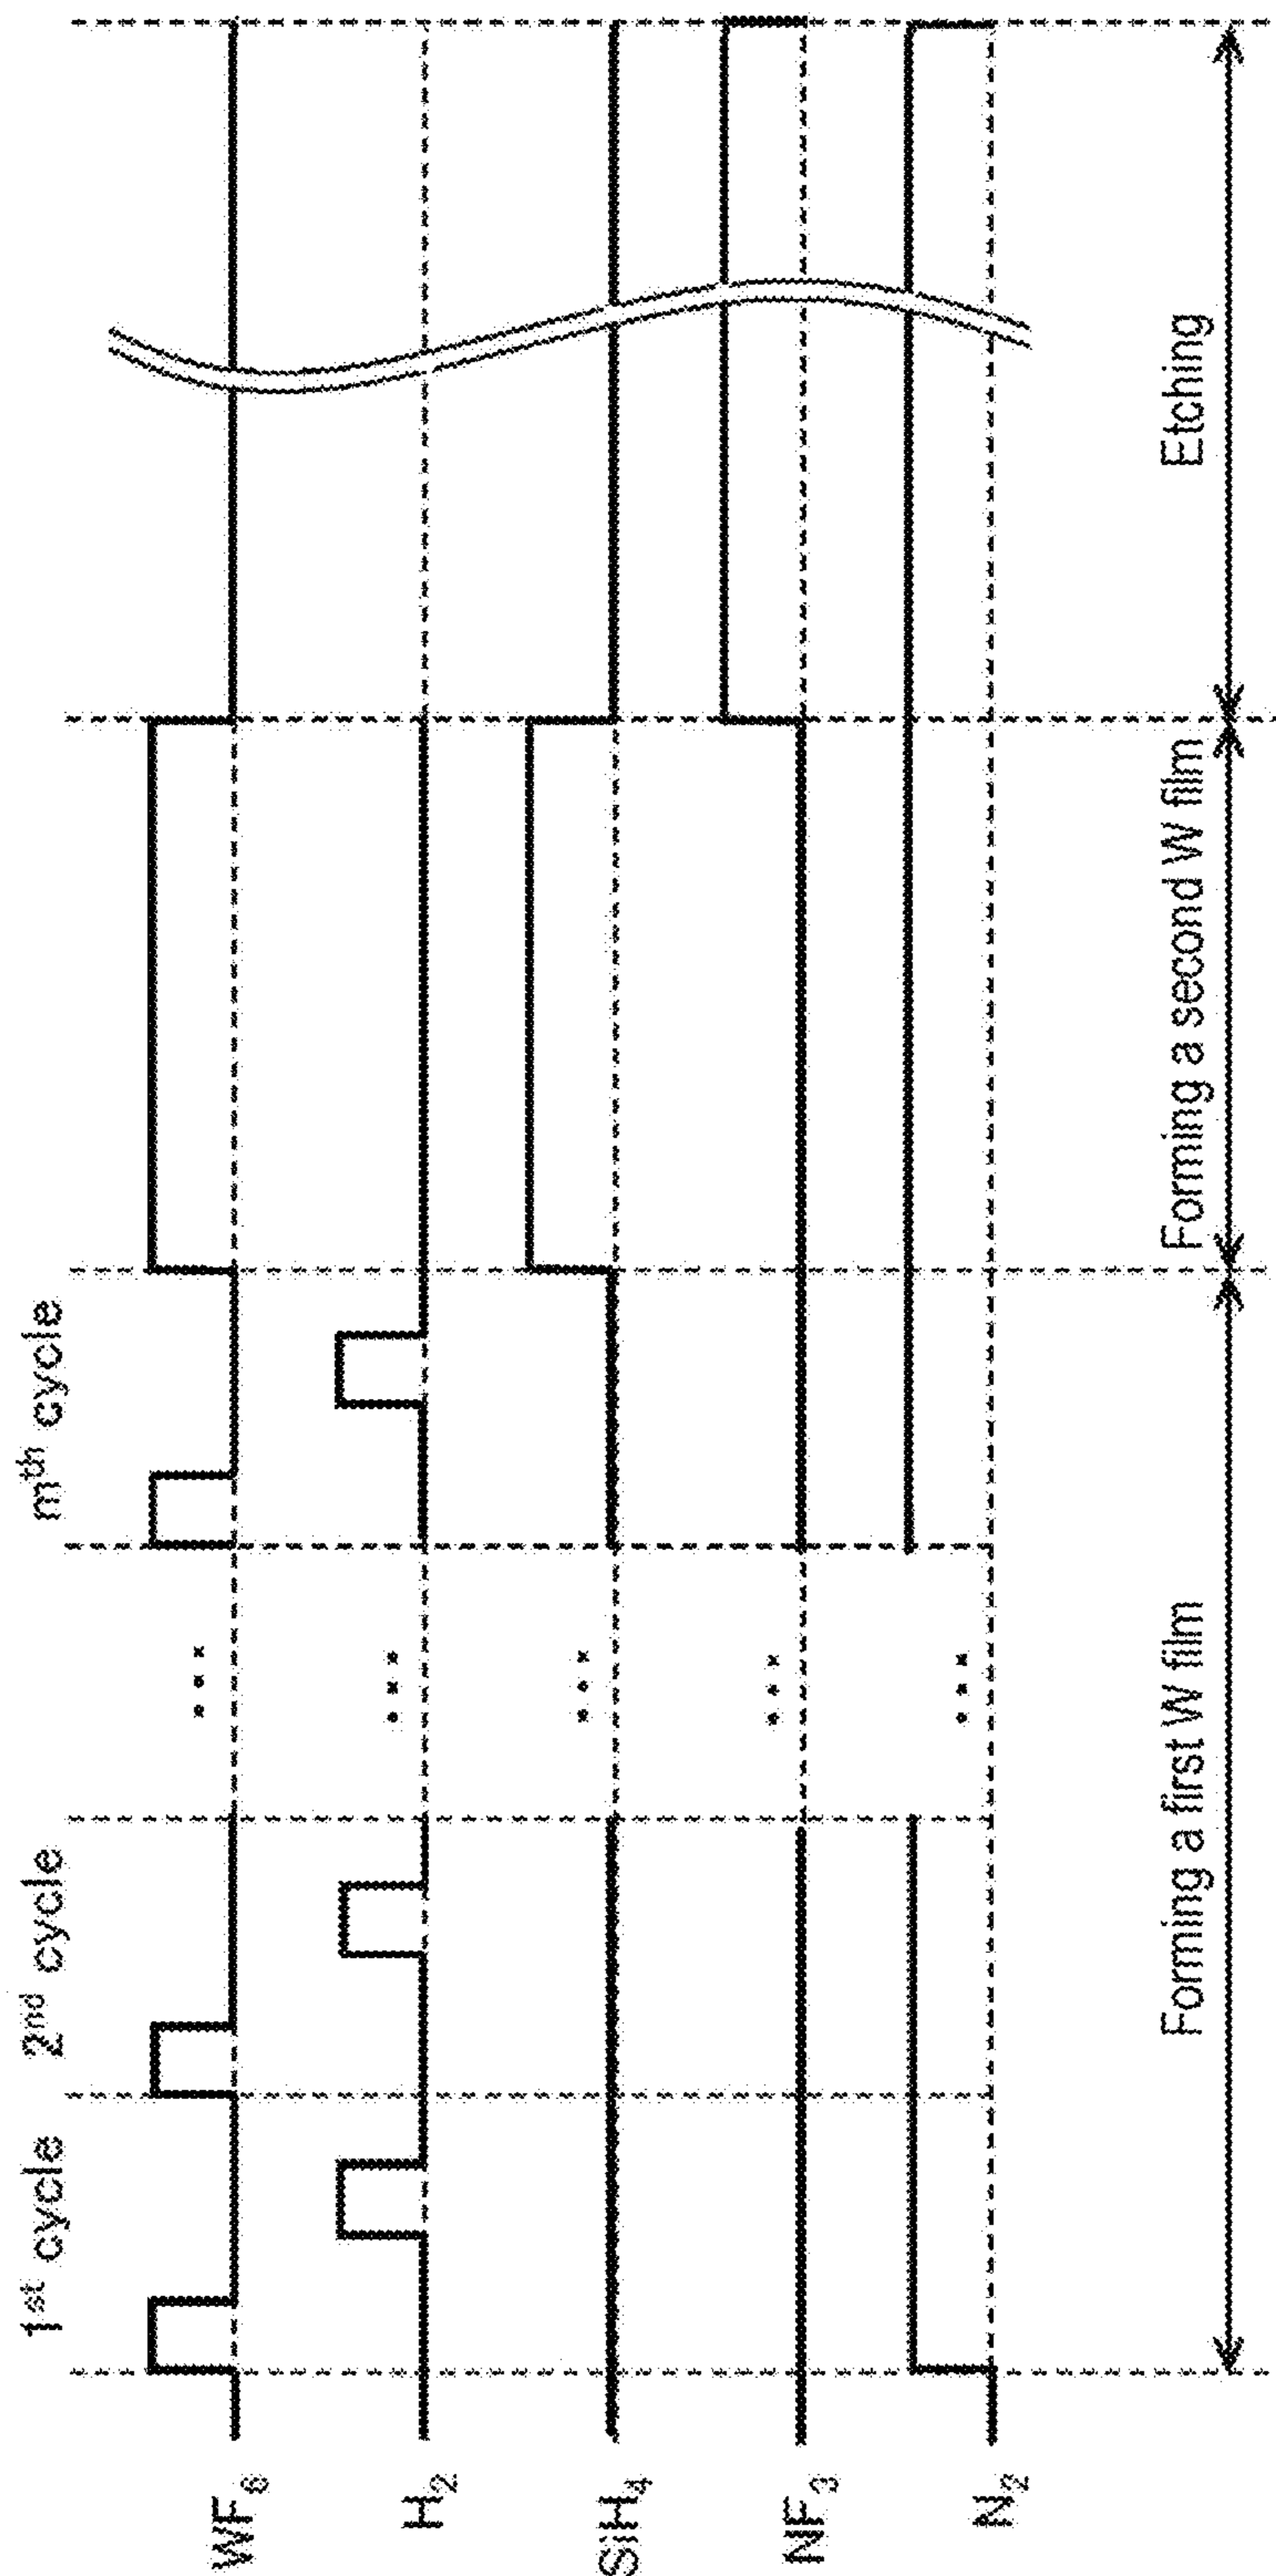 1st cycle
2nd cycle
mth cycle
WF6
H2
SiH4
NF3
N2
Forming a first W film
Forming a second W film
Etching